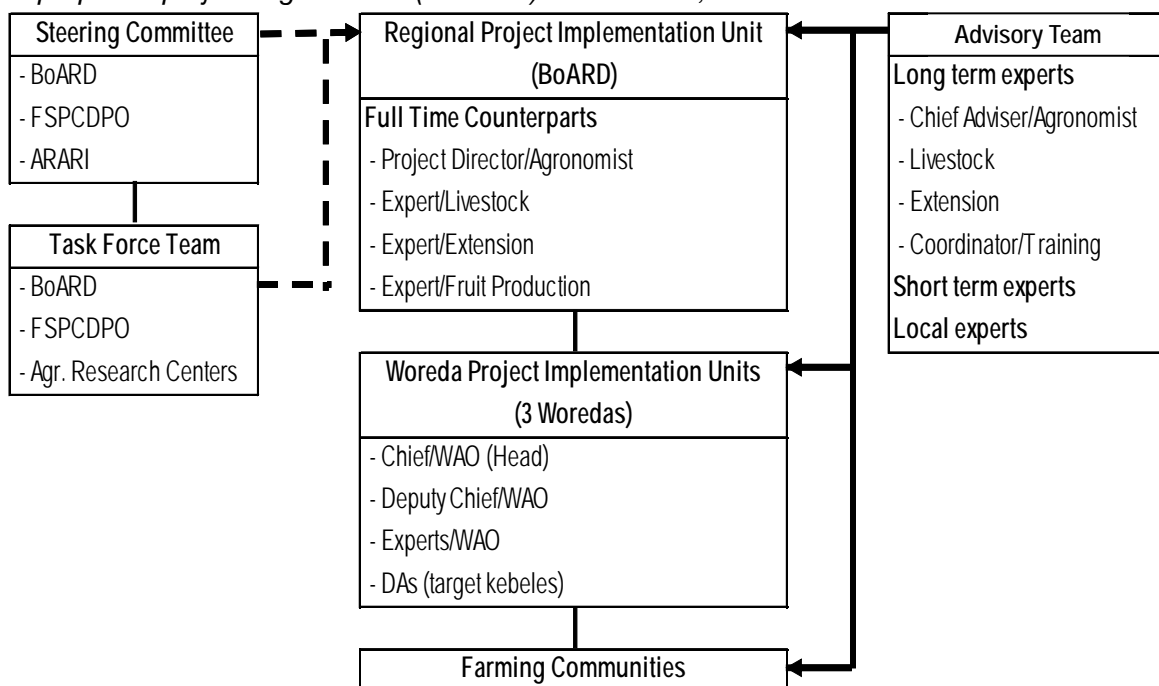 Steering Committee
- BoARD
- FSPCDPO
- ARARI
Task Force Team
- BoARD
- FSPCDPO
- Agr. Research Centers
Regional Project Implementation Unit
(BoARD)
Full Time Counterparts
- Project Director/Agronomist
- Expert/Livestock
- Expert/Extension
- Expert/Fruit Production
Woreda Project Implementation Units
(3 Woredas)
- Chief/WAO (Head)
- Deputy Chief/WAO
- Experts/WAO
- DAs (target kebeles)
Farming Communities
Advisory Team
Long term experts
- Chief Adviser/Agronomist
- Livestock
- Extension
- Coordinator/Training
Short term experts
Local experts